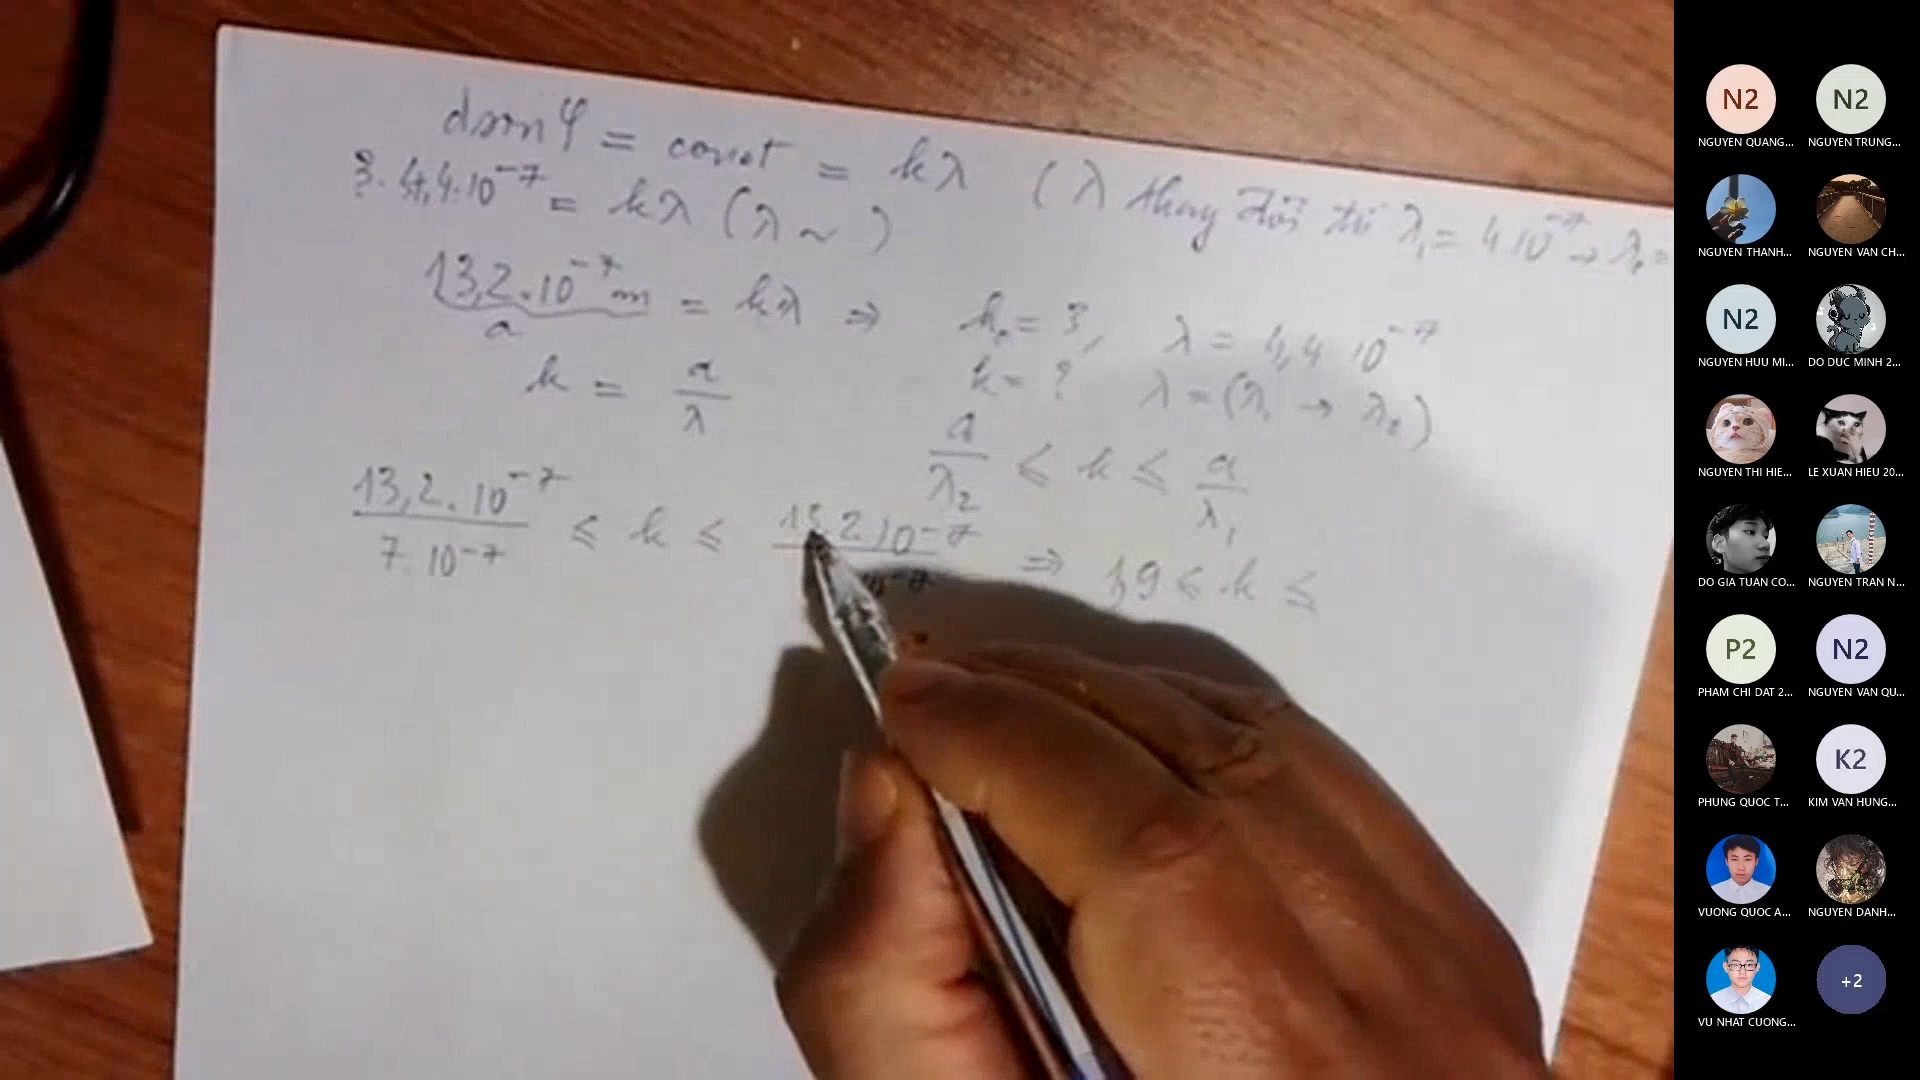 dsin φ = const = kλ ( λ thay đổi từ λ₁ = 4 10⁻⁷ → λ₂ =
3. 4,4.10⁻⁷ = kλ (λ ~ )
13,2.10⁻⁷ m = kλ ⇒ k = 3, λ = 4,4 10⁻⁷
a
k = a/λ
k = ? λ = (λ₁ → λ₂)
a/λ₂ ≤ k ≤ a/λ₁
13,2.10⁻⁷ / 7.10⁻⁷ ≤ k ≤ 13,2 10⁻⁷ / 10⁻⁷ ⇒ 1,9 ≤ k ≤
N2
NGUYEN QUANG...
N2
NGUYEN TRUNG...
NGUYEN THANH...
NGUYEN VAN CH...
N2
NGUYEN HUU MI...
DO DUC MINH 2...
NGUYEN THI HIE...
LE XUAN HIEU 20...
DO GIA TUAN CO...
NGUYEN TRAN N...
P2
PHAM CHI DAT 2...
N2
NGUYEN VAN QU...
PHUNG QUOC T...
K2
KIM VAN HUNG...
VUONG QUOC A...
NGUYEN DANH...
VU NHAT CUONG...
+2